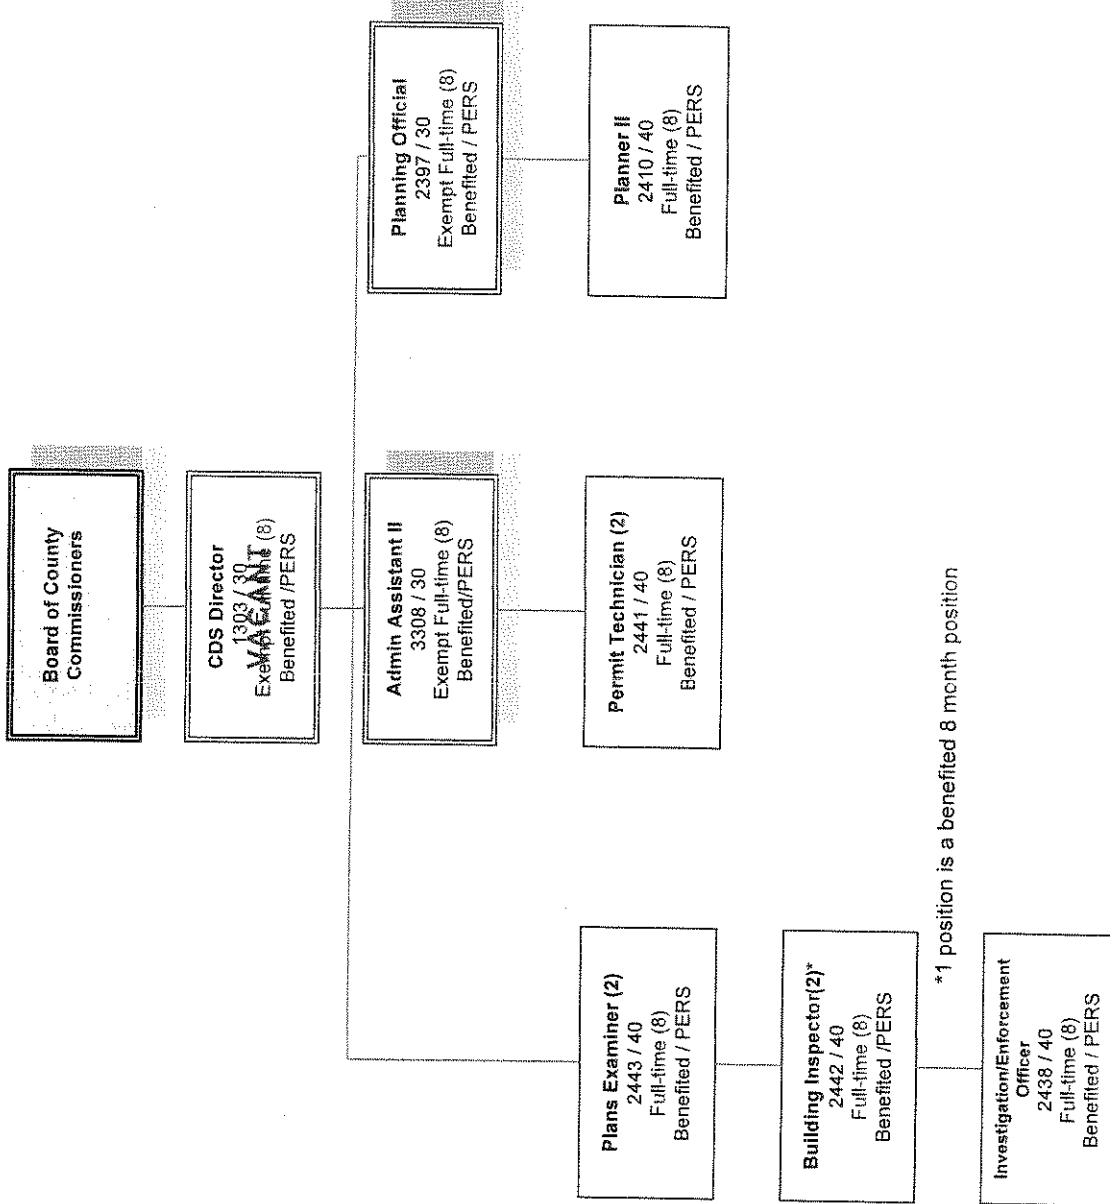 Board of County
Commissioners
CDS Director
1303 / 30
VACANT
Exempt Full-time (8)
Benefited /PERS
Admin Assistant II
3308 / 30
Exempt Full-time (8)
Benefited/PERS
Planning Official
2397 / 30
Exempt Full-time (8)
Benefited / PERS
Plans Examiner (2)
2443 / 40
Full-time (8)
Benefited / PERS
Permit Technician (2)
2441 / 40
Full-time (8)
Benefited / PERS
Planner II
2410 / 40
Full-time (8)
Benefited / PERS
Building Inspector(2)*
2442 / 40
Full-time (8)
Benefited /PERS
*1 position is a benefited 8 month position
Investigation/Enforcement
Officer
2438 / 40
Full-time (8)
Benefited / PERS